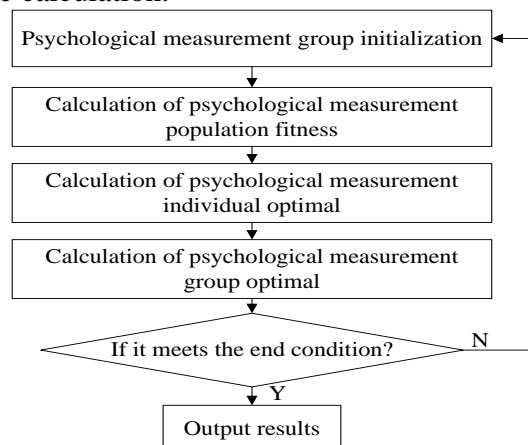 calculation.
Psychological measurement group initialization
Calculation of psychological measurement
population fitness
Calculation of psychological measurement
individual optimal
Calculation of psychological measurement
group optimal
If it meets the end condition?
N
Y
Output results